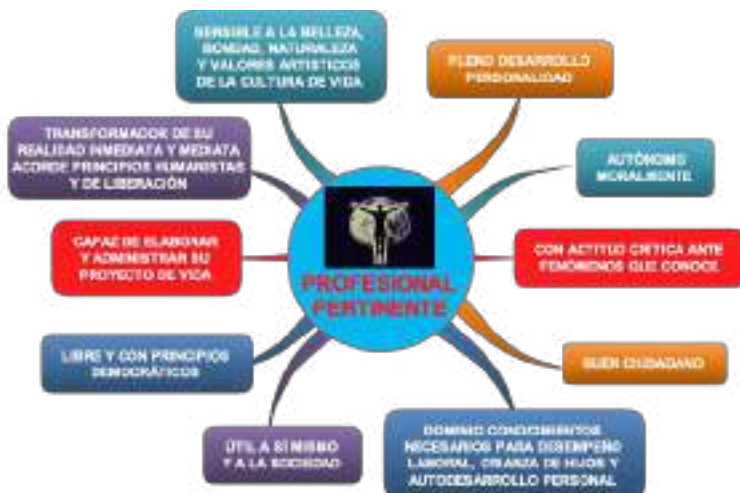 SENSIBLE A LA BELLEZA,
BONDAD, NATURALEZA
Y VALORES ARTÍSTICOS
DE LA CULTURA DE VIDA
PLENO DESARROLLO
PERSONALIDAD
TRANSFORMADOR DE SU
REALIDAD INMEDIATA Y MEDIATA
ACORDE PRINCIPIOS HUMANISTAS
Y DE LIBERACIÓN
AUTÓNOMO
MORALMENTE
CAPAZ DE ELABORAR
Y ADMINISTRAR SU
PROYECTO DE VIDA
PROFESIONAL
PERTINENTE
CON ACTITUD CRÍTICA ANTE
FENÓMENOS QUE CONOCE
LIBRE Y CON PRINCIPIOS
DEMOCRÁTICOS
BUEN CIUDADANO
ÚTIL A SÍ MISMO
Y A LA SOCIEDAD
DOMINIO CONOCIMIENTOS
NECESARIOS PARA DESEMPEÑO
LABORAL, CRIANZA DE HIJOS Y
AUTODESARROLLO PERSONAL